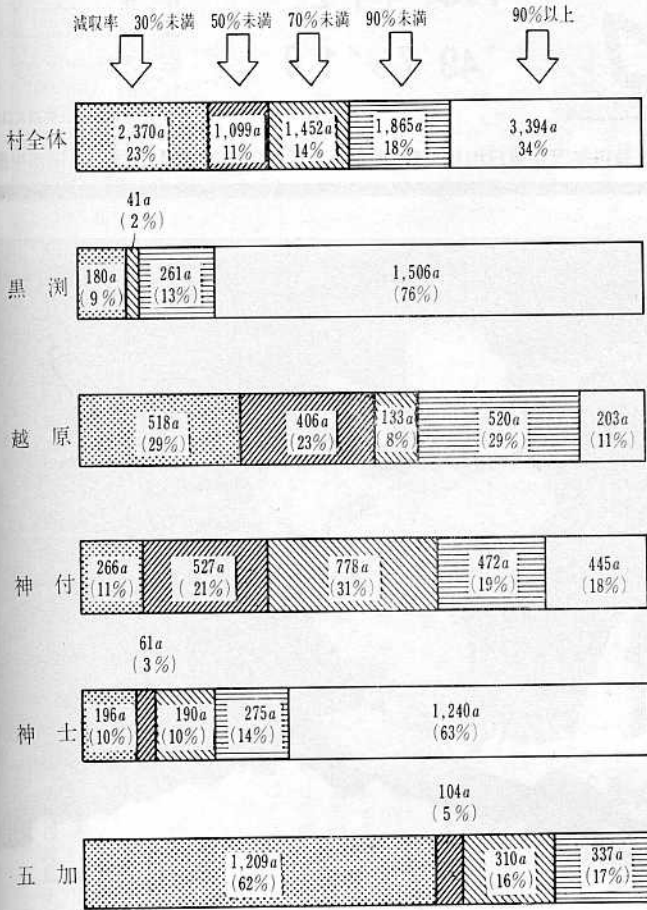 減収率 30%未満 50%未満 70%未満 90%未満 90%以上
村全体
2,370a 1,099a 1,452a 1,865a 3,394a
23% 11% 14% 18% 34%
41a
(2%)
黒渕
180a 261a 1,506a
(9%) (13%) (76%)
越原
518a 406a 133a 520a 203a
(29%) (23%) (8%) (29%) (11%)
神付
266a 527a 778a 472a 445a
(11%) (21%) (31%) (19%) (18%)
61a
(3%)
神士
196a 190a 275a 1,240a
(10%) (10%) (14%) (63%)
104a
(5%)
五加
1,209a 310a 337a
(62%) (16%) (17%)